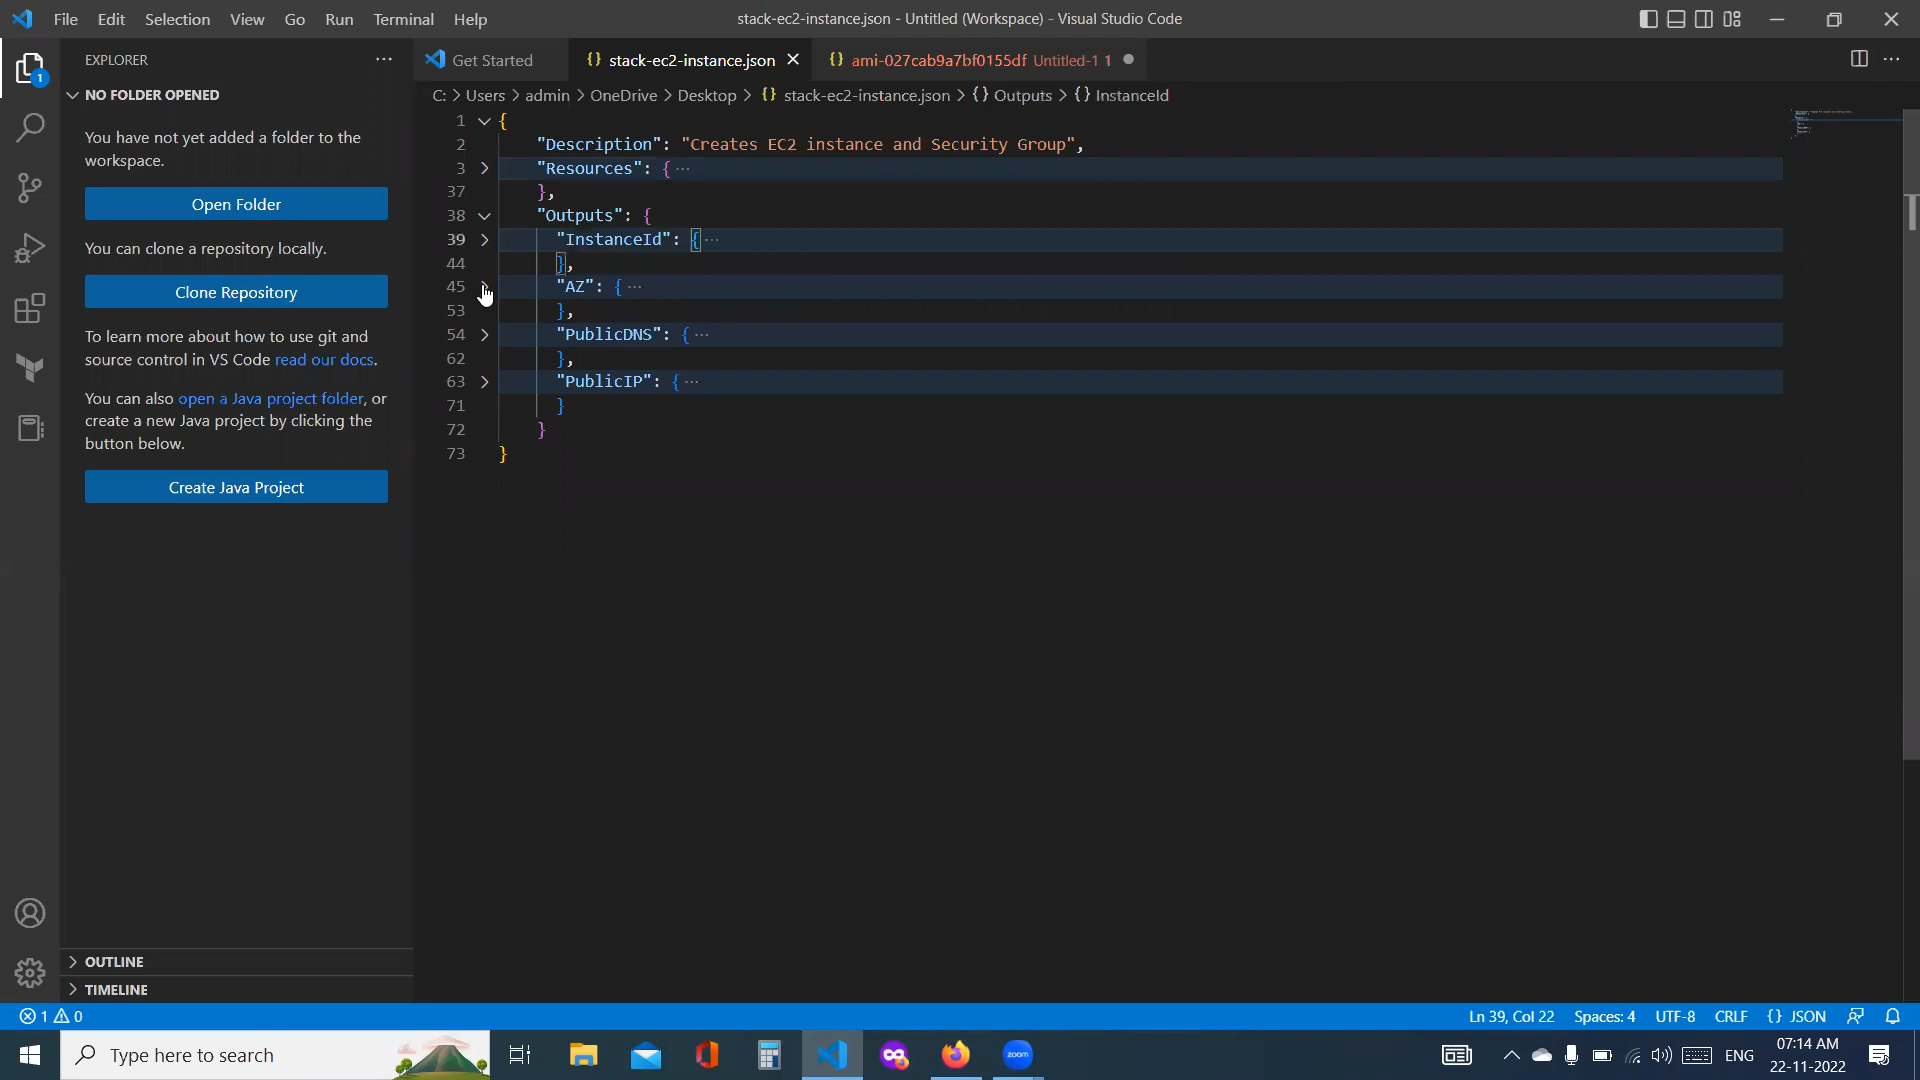 File Edit Selection View Go Run Terminal Help
stack-ec2-instance.json - Untitled (Workspace) - Visual Studio Code
EXPLORER
Get Started
{} stack-ec2-instance.json
{} ami-027cab9a7bf0155df Untitled-1 1
NO FOLDER OPENED
C: > Users > admin > OneDrive > Desktop > {} stack-ec2-instance.json > {} Outputs > {} InstanceId
You have not yet added a folder to the
workspace.
Open Folder
You can clone a repository locally.
Clone Repository
To learn more about how to use git and
source control in VS Code read our docs.
You can also open a Java project folder, or
create a new Java project by clicking the
button below.
Create Java Project
1 {
2 "Description": "Creates EC2 instance and Security Group",
3 "Resources": { ···
37 },
38 "Outputs": {
39 "InstanceId": { ···
44 },
45 "AZ": { ···
53 },
54 "PublicDNS": { ···
62 },
63 "PublicIP": { ···
71 }
72 }
73 }
OUTLINE
TIMELINE
1 0
Ln 39, Col 22 Spaces: 4 UTF-8 CRLF {} JSON
Type here to search
zoom
ENG
07:14 AM
22-11-2022
1